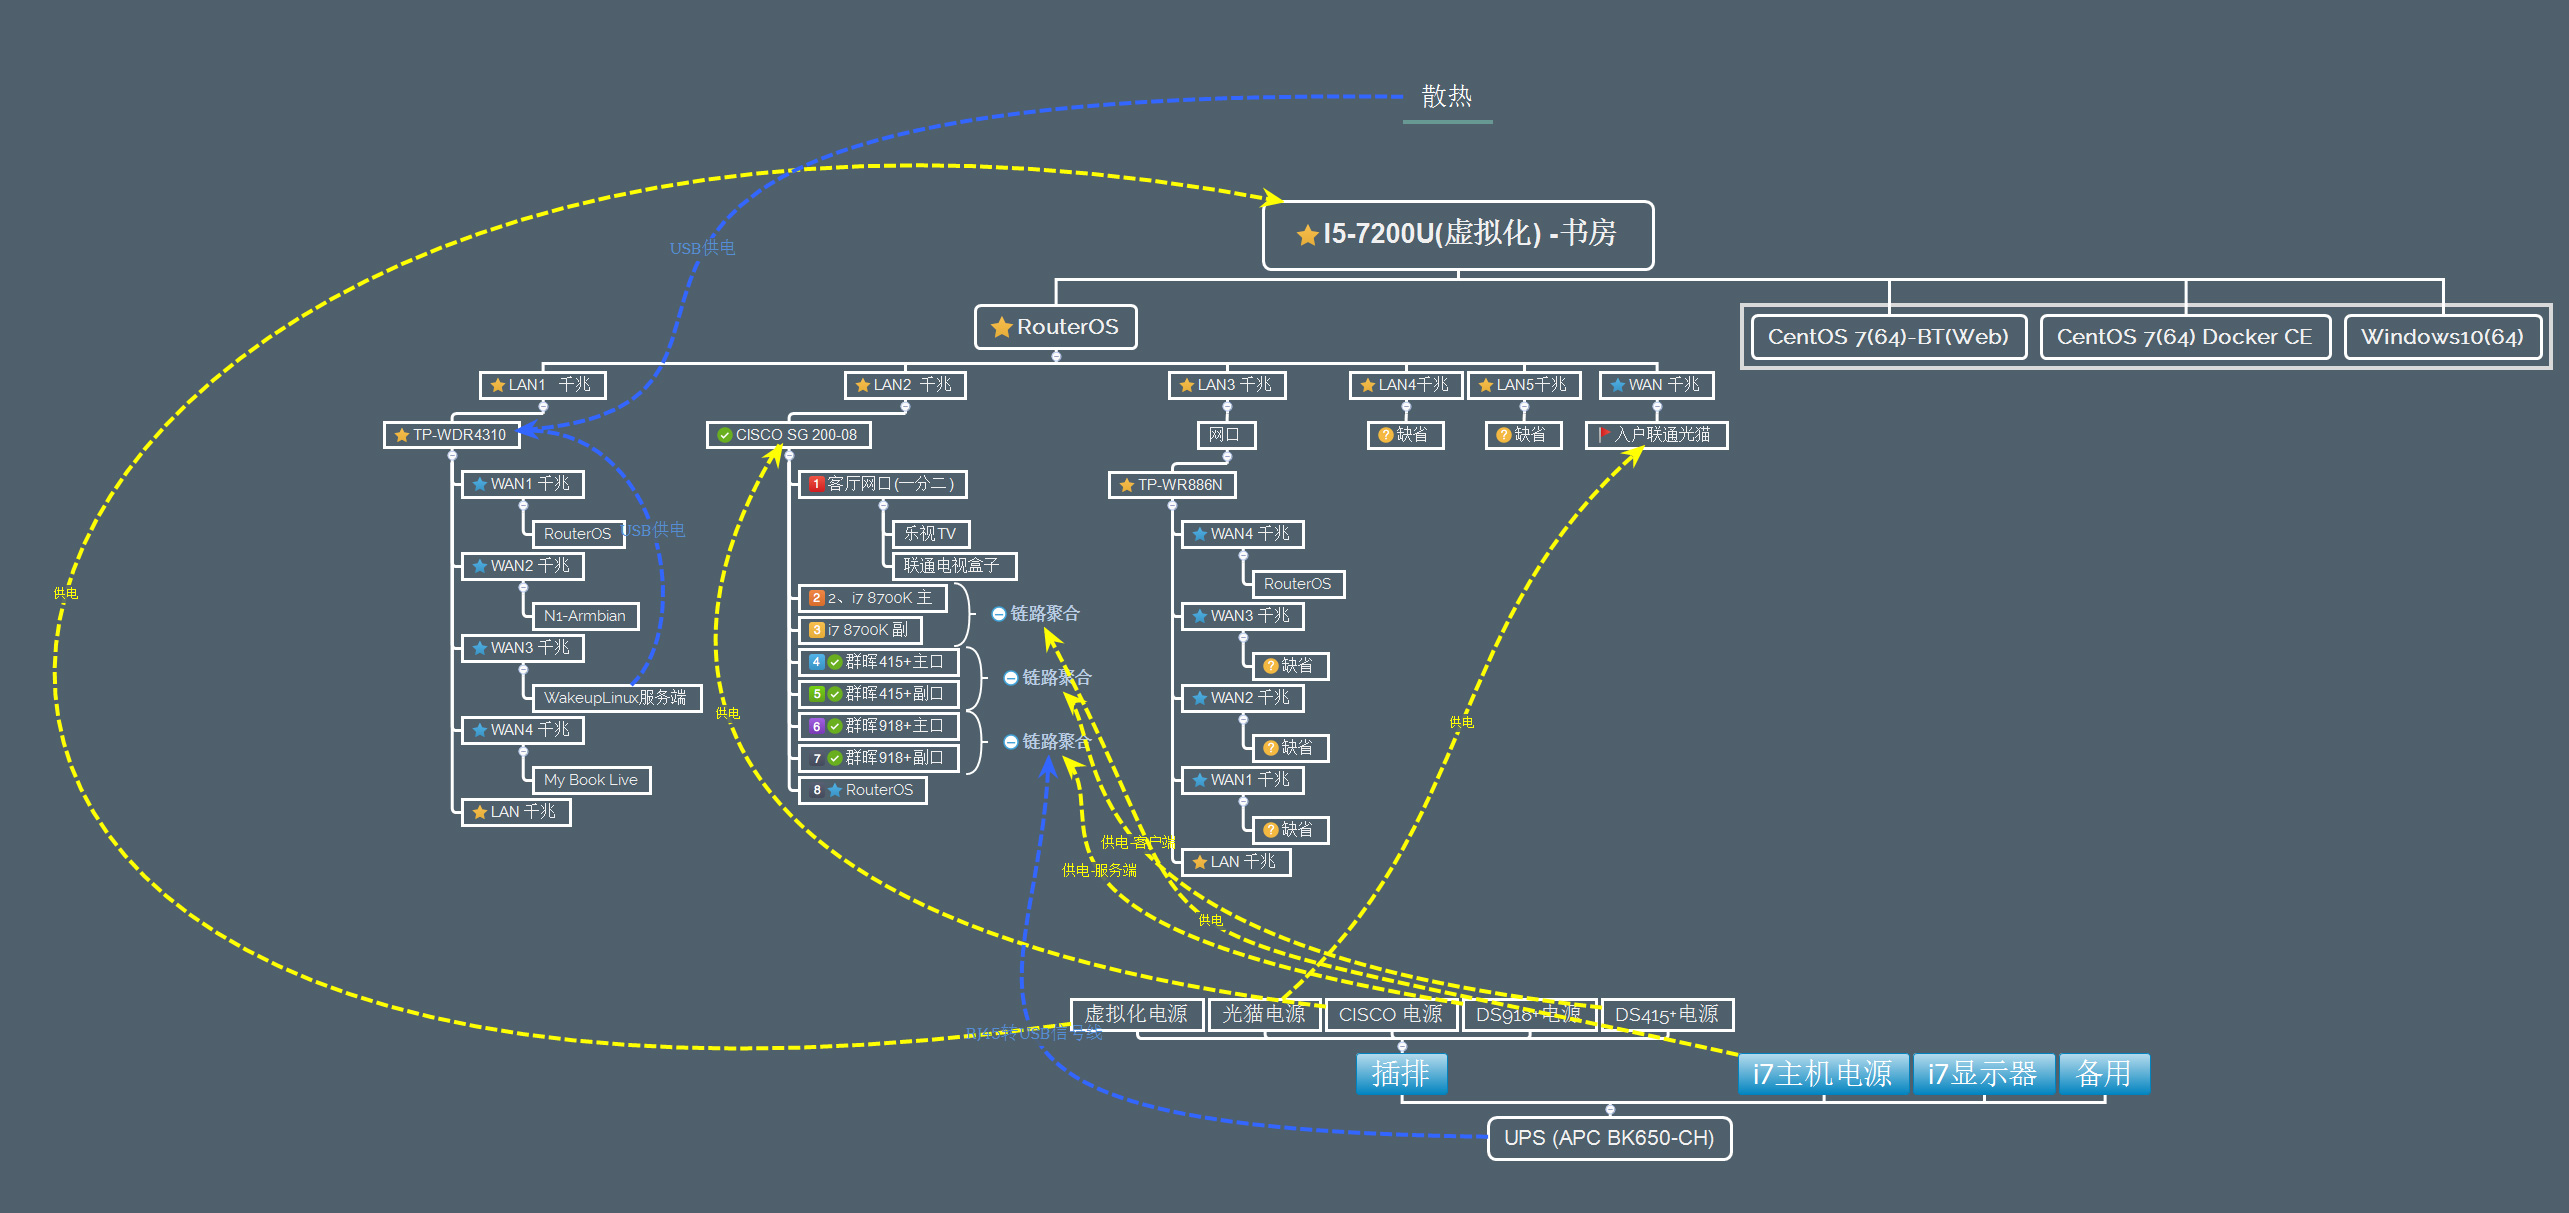 散热
I5-7200U(虚拟化) -书房
USB供电
RouterOS
CentOS 7(64)-BT(Web)
CentOS 7(64) Docker CE
Windows10(64)
LAN1 千兆
LAN2 千兆
LAN3 千兆
LAN4千兆
LAN5千兆
WAN 千兆
TP-WDR4310
CISCO SG 200-08
网口
缺省
缺省
入户联通光猫
WAN1 千兆
RouterOS
USB供电
WAN2 千兆
N1-Armbian
WAN3 千兆
WakeupLinux服务端
WAN4 千兆
My Book Live
LAN 千兆
供电
1 客厅网口(一分二)
乐视TV
联通电视盒子
2 2、i7 8700K 主
3 i7 8700K 副
链路聚合
4 群晖415+主口
5 群晖415+副口
链路聚合
6 群晖918+主口
7 群晖918+副口
链路聚合
8 RouterOS
供电
TP-WR886N
WAN4 千兆
RouterOS
WAN3 千兆
缺省
WAN2 千兆
缺省
WAN1 千兆
缺省
LAN 千兆
供电
供电-客户端
供电-服务端
供电
虚拟化电源
光猫电源
CISCO 电源
DS918+电源
DS415+电源
RJ45转USB信号线
插排
i7主机电源
i7显示器
备用
UPS (APC BK650-CH)